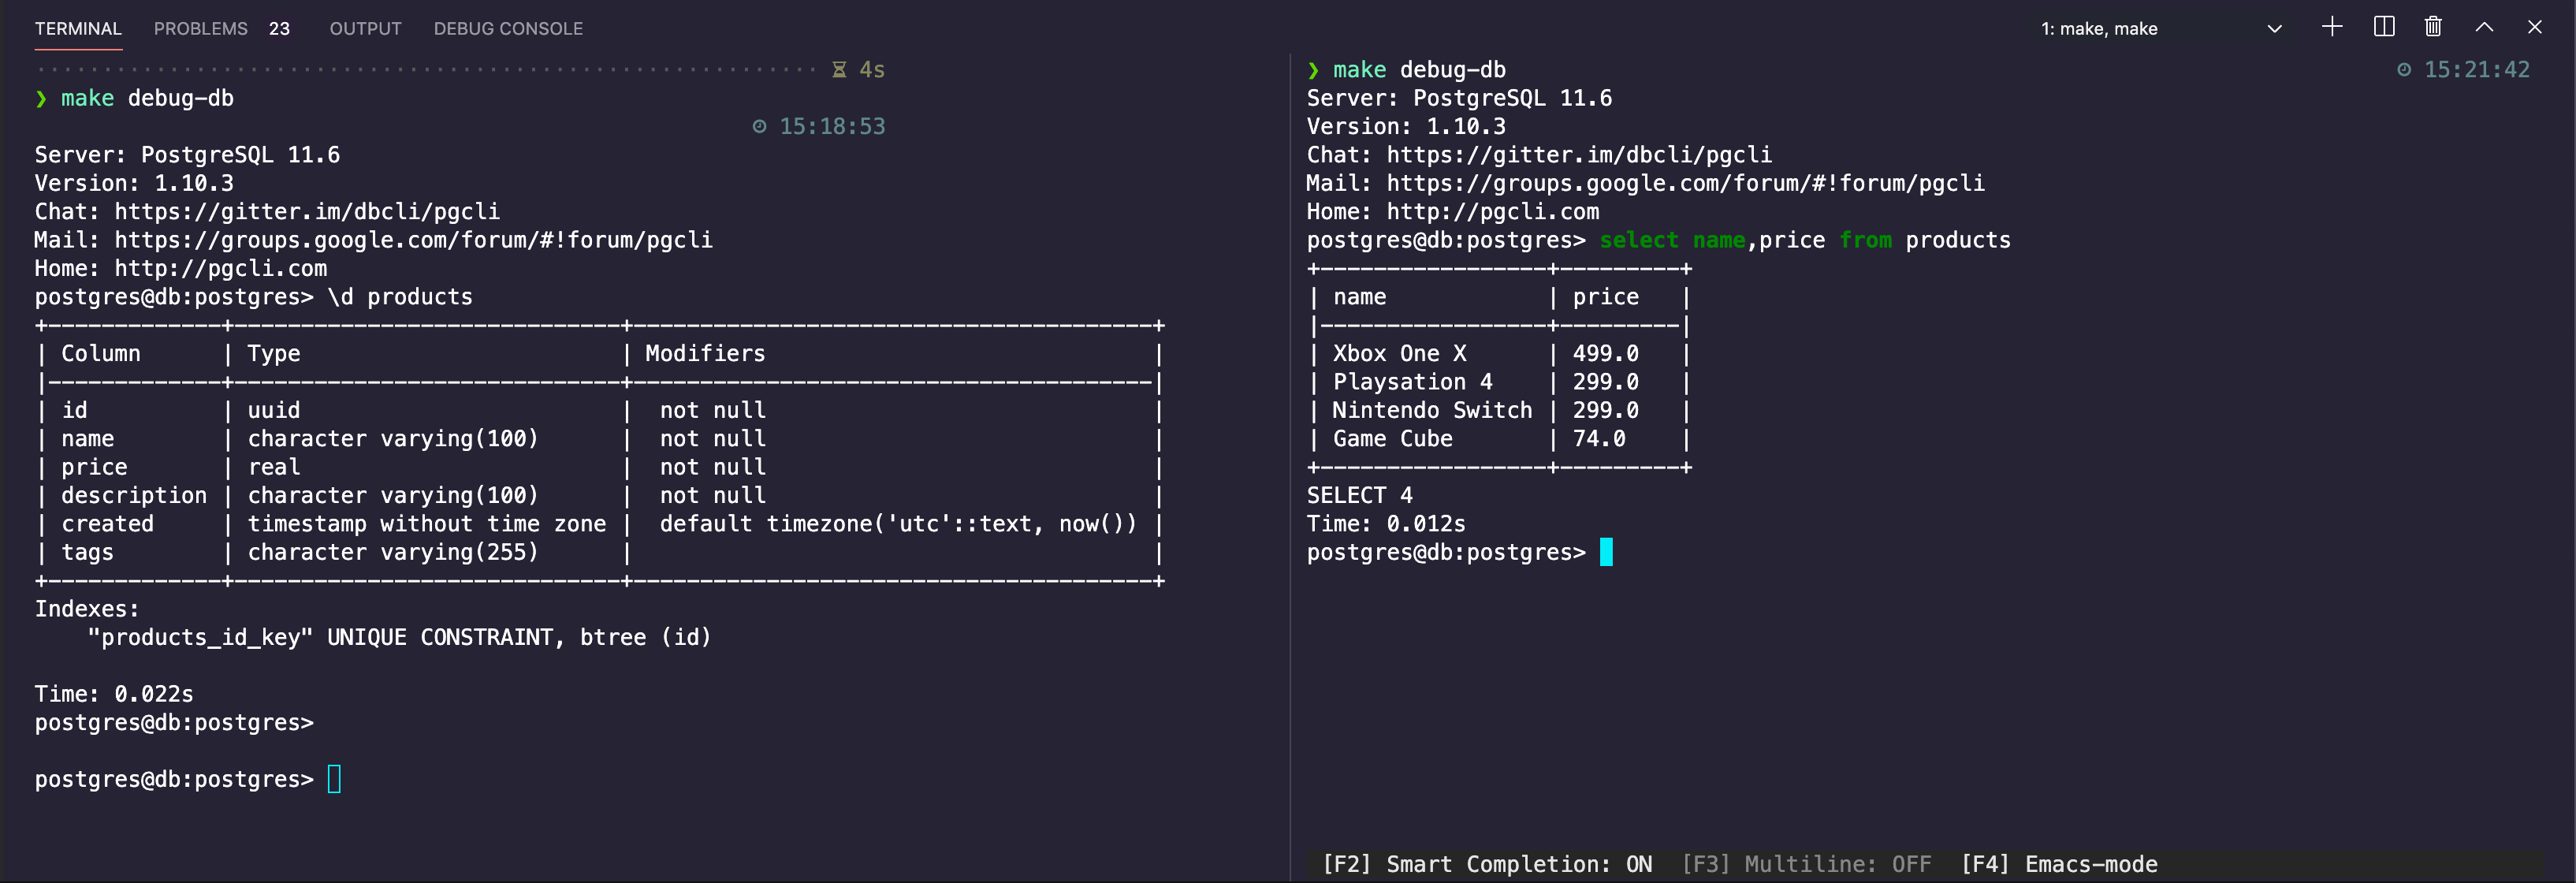 TERMINAL PROBLEMS 23 OUTPUT DEBUG CONSOLE 1: make, make
4s
❯ make debug-db
15:18:53
Server: PostgreSQL 11.6
Version: 1.10.3
Chat: https://gitter.im/dbcli/pgcli
Mail: https://groups.google.com/forum/#!forum/pgcli
Home: http://pgcli.com
postgres@db:postgres> \d products
+-------------+-----------------------------+---------------------------------------+
| Column      | Type                        | Modifiers                             |
|-------------+-----------------------------+---------------------------------------|
| id          | uuid                        |  not null                             |
| name        | character varying(100)      |  not null                             |
| price       | real                        |  not null                             |
| description | character varying(100)      |  not null                             |
| created     | timestamp without time zone |  default timezone('utc'::text, now()) |
| tags        | character varying(255)      |                                       |
+-------------+-----------------------------+---------------------------------------+
Indexes:
    "products_id_key" UNIQUE CONSTRAINT, btree (id)
Time: 0.022s
postgres@db:postgres>
postgres@db:postgres>
❯ make debug-db 15:21:42
Server: PostgreSQL 11.6
Version: 1.10.3
Chat: https://gitter.im/dbcli/pgcli
Mail: https://groups.google.com/forum/#!forum/pgcli
Home: http://pgcli.com
postgres@db:postgres> select name,price from products
+-----------------+---------+
| name            | price   |
|-----------------+---------|
| Xbox One X      | 499.0   |
| Playsation 4    | 299.0   |
| Nintendo Switch | 299.0   |
| Game Cube       | 74.0    |
+-----------------+---------+
SELECT 4
Time: 0.012s
postgres@db:postgres>
[F2] Smart Completion: ON [F3] Multiline: OFF [F4] Emacs-mode